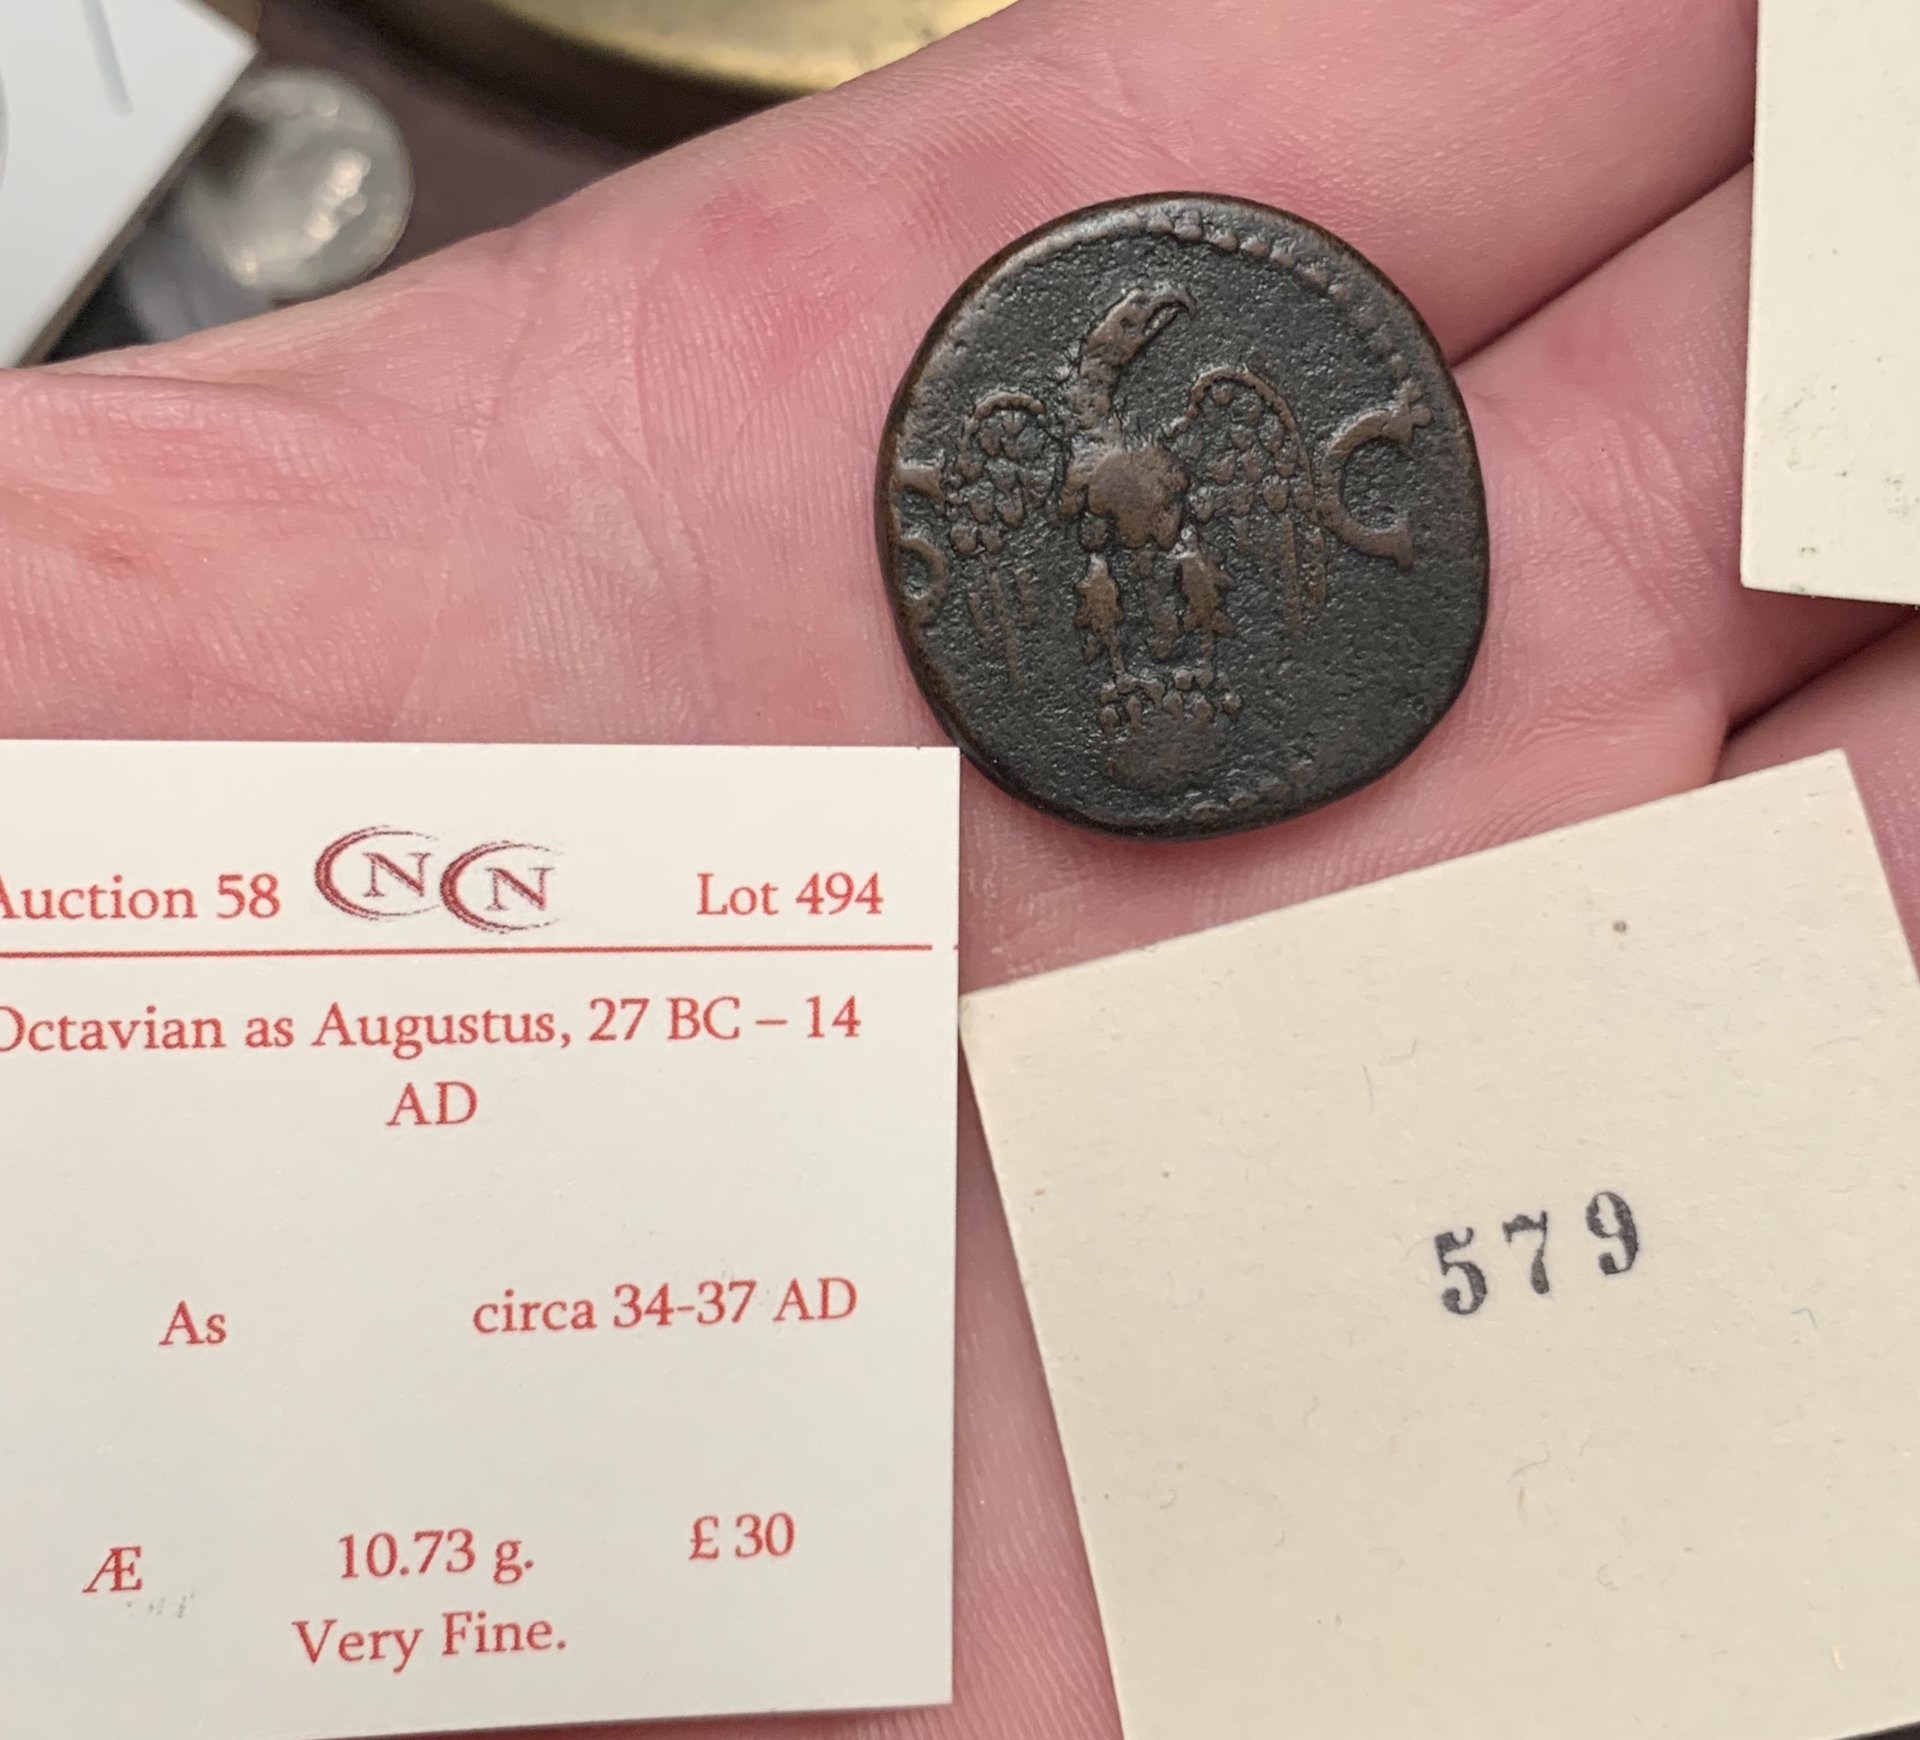 S C
Auction 58 NCNC Lot 494
Octavian as Augustus, 27 BC – 14
AD
As circa 34-37 AD
Æ 10.73 g. £ 30
Very Fine.
579